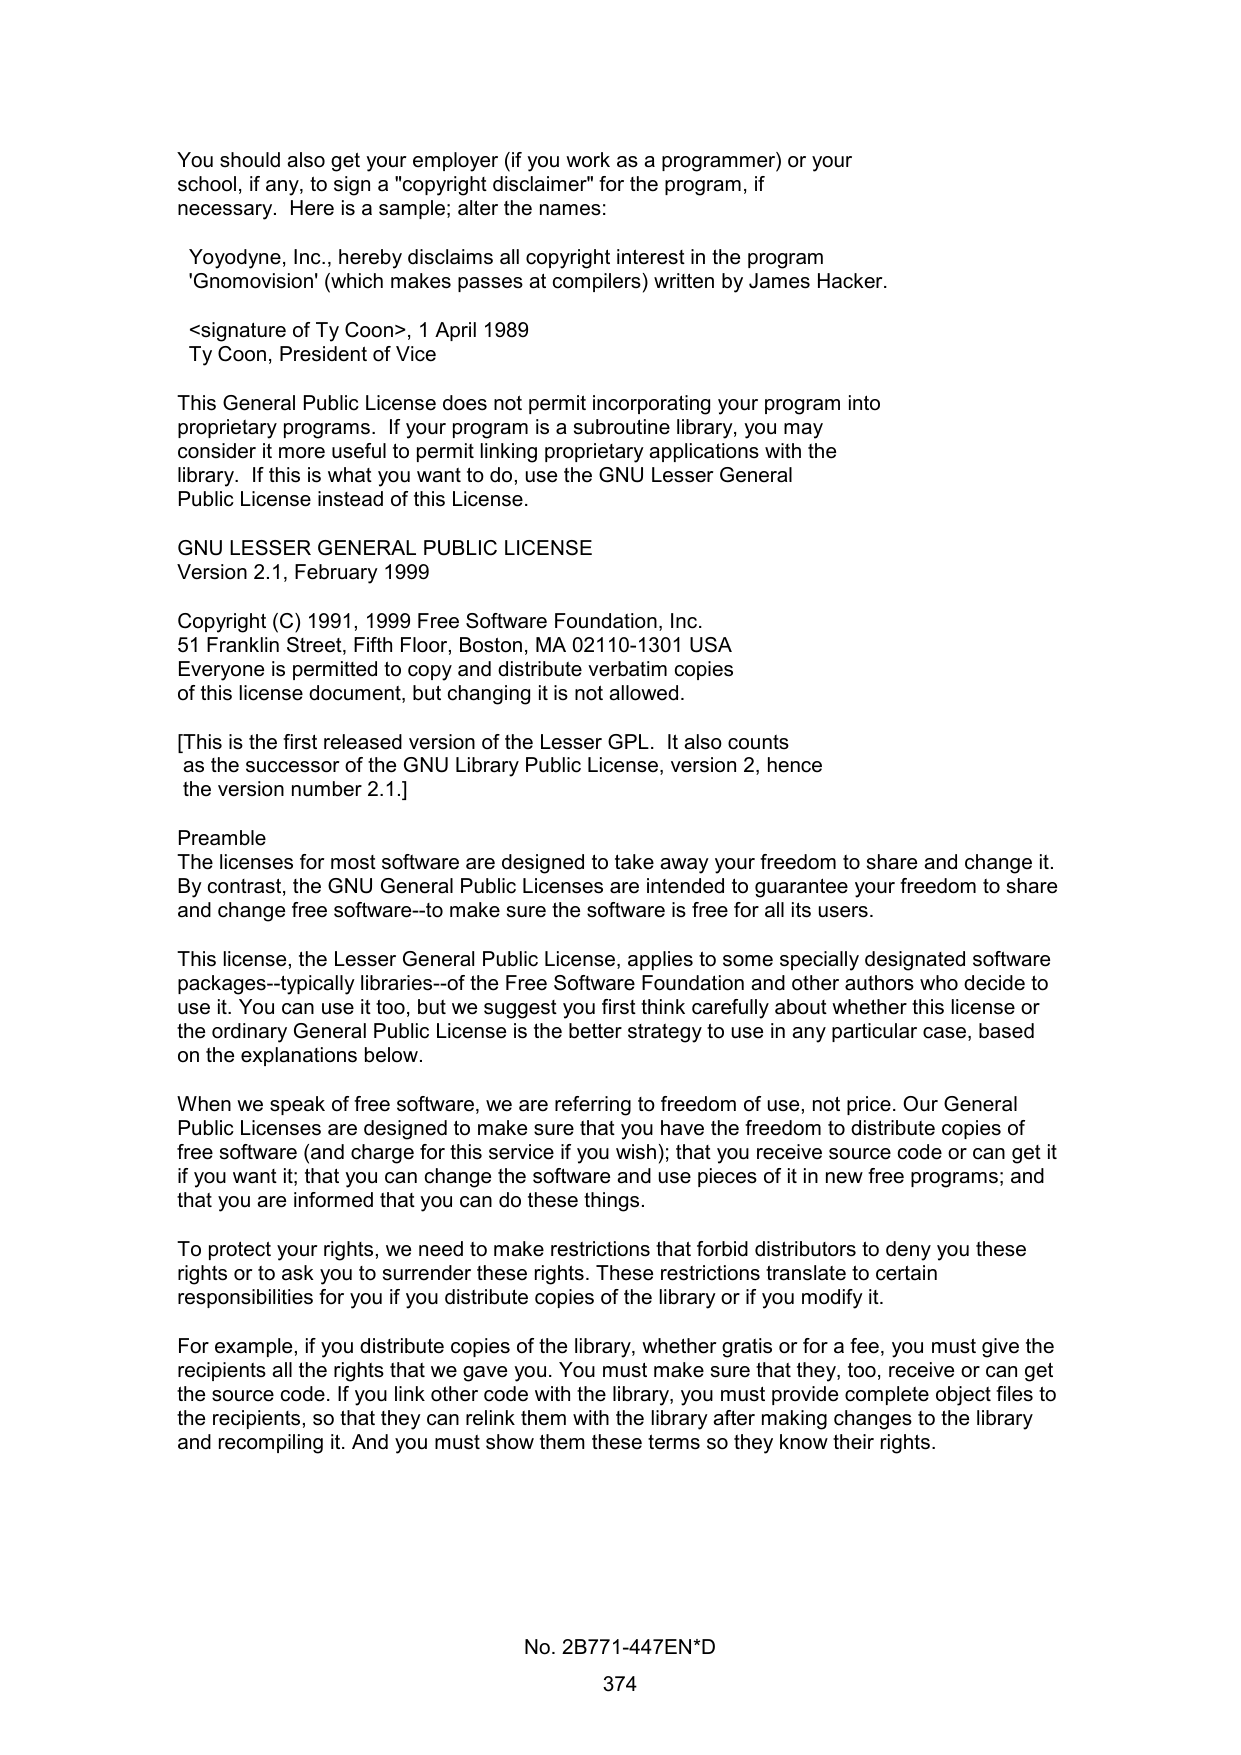 You should also get your employer (if you work as a programmer) or your
school, if any, to sign a "copyright disclaimer" for the program, if
necessary.  Here is a sample; alter the names:
Yoyodyne, Inc., hereby disclaims all copyright interest in the program
'Gnomovision' (which makes passes at compilers) written by James Hacker.
<signature of Ty Coon>, 1 April 1989
Ty Coon, President of Vice
This General Public License does not permit incorporating your program into
proprietary programs.  If your program is a subroutine library, you may
consider it more useful to permit linking proprietary applications with the
library.  If this is what you want to do, use the GNU Lesser General
Public License instead of this License.
GNU LESSER GENERAL PUBLIC LICENSE
Version 2.1, February 1999
Copyright (C) 1991, 1999 Free Software Foundation, Inc.
51 Franklin Street, Fifth Floor, Boston, MA 02110-1301 USA
Everyone is permitted to copy and distribute verbatim copies
of this license document, but changing it is not allowed.
[This is the first released version of the Lesser GPL.  It also counts
as the successor of the GNU Library Public License, version 2, hence
the version number 2.1.]
Preamble
The licenses for most software are designed to take away your freedom to share and change it.
By contrast, the GNU General Public Licenses are intended to guarantee your freedom to share
and change free software--to make sure the software is free for all its users.
This license, the Lesser General Public License, applies to some specially designated software
packages--typically libraries--of the Free Software Foundation and other authors who decide to
use it. You can use it too, but we suggest you first think carefully about whether this license or
the ordinary General Public License is the better strategy to use in any particular case, based
on the explanations below.
When we speak of free software, we are referring to freedom of use, not price. Our General
Public Licenses are designed to make sure that you have the freedom to distribute copies of
free software (and charge for this service if you wish); that you receive source code or can get it
if you want it; that you can change the software and use pieces of it in new free programs; and
that you are informed that you can do these things.
To protect your rights, we need to make restrictions that forbid distributors to deny you these
rights or to ask you to surrender these rights. These restrictions translate to certain
responsibilities for you if you distribute copies of the library or if you modify it.
For example, if you distribute copies of the library, whether gratis or for a fee, you must give the
recipients all the rights that we gave you. You must make sure that they, too, receive or can get
the source code. If you link other code with the library, you must provide complete object files to
the recipients, so that they can relink them with the library after making changes to the library
and recompiling it. And you must show them these terms so they know their rights.
No. 2B771-447EN*D
374